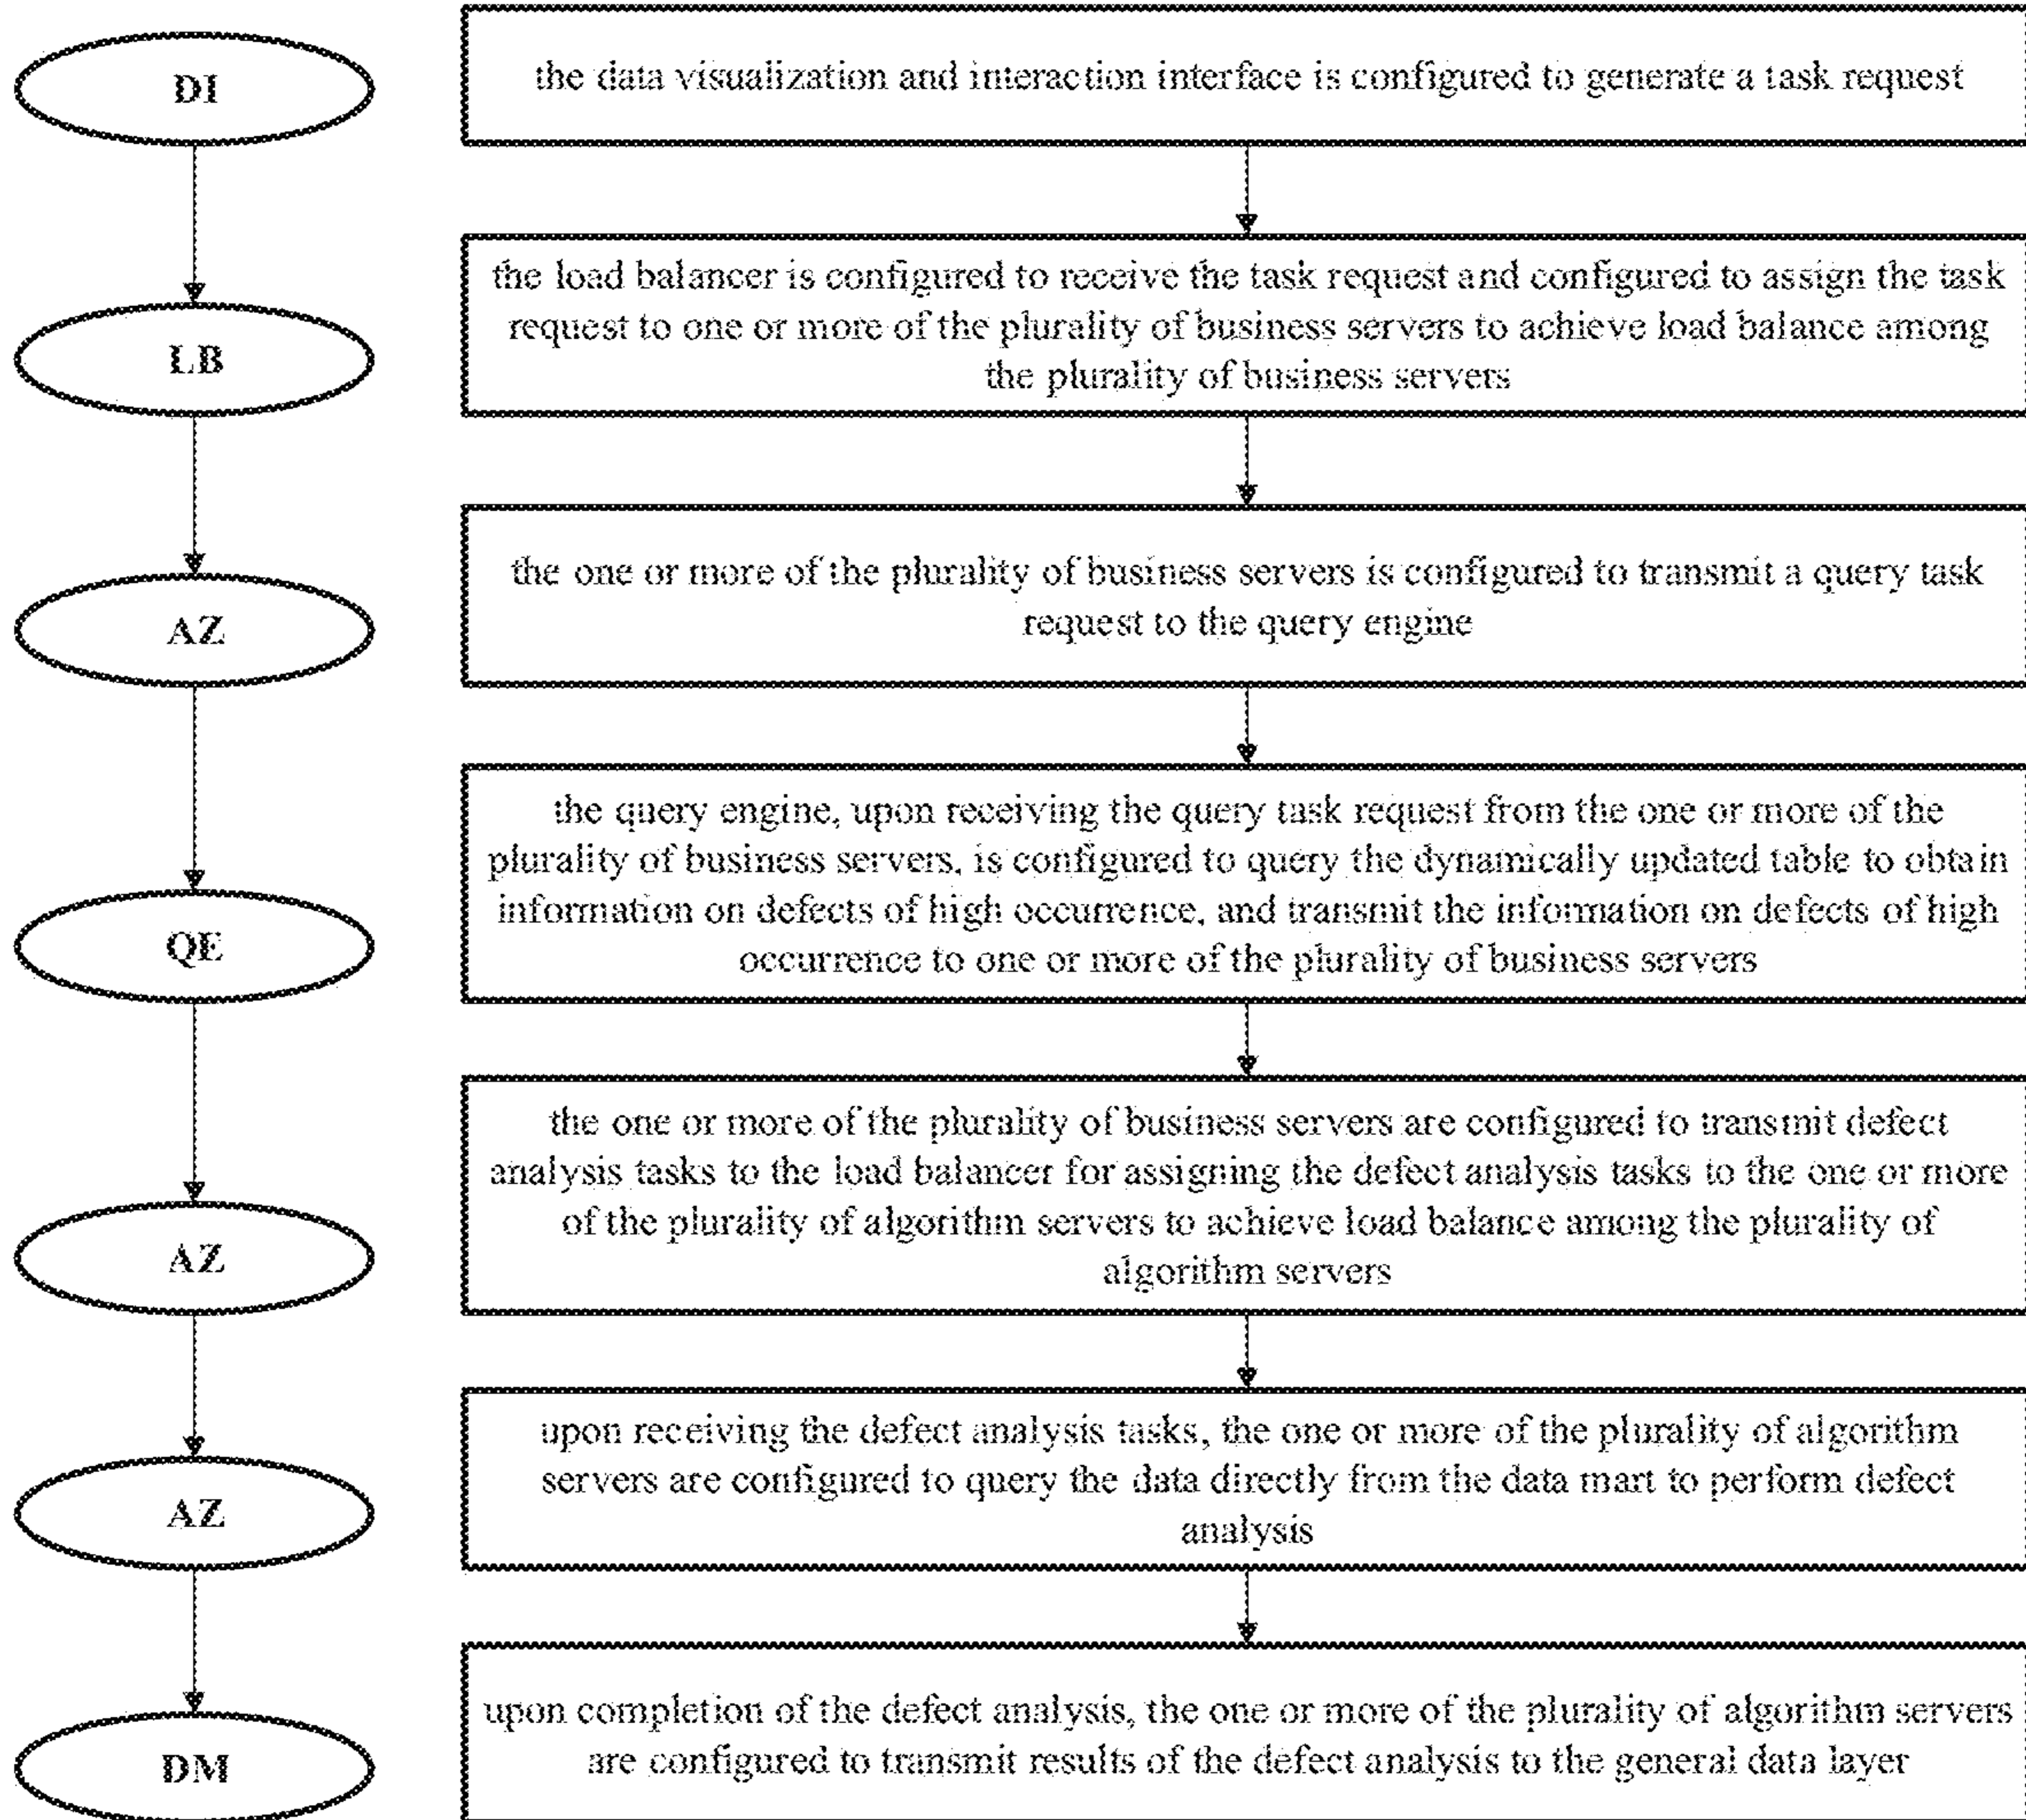 DI
the data visualization and interaction interface is configured to generate a task request
LB
the load balancer is configured to receive the task request and configured to assign the task
request to one or more of the plurality of business servers to achieve load balance among
the plurality of business servers
AZ
the one or more of the plurality of business servers is configured to transmit a query task
request to the query engine
QE
the query engine, upon receiving the query task request from the one or more of the
plurality of business servers, is configured to query the dynamically updated table to obtain
information on defects of high occurrence, and transmit the information on defects of high
occurrence to one or more of the plurality of business servers
AZ
the one or more of the plurality of business servers are configured to transmit defect
analysis tasks to the load balancer for assigning the defect analysis tasks to the one or more
of the plurality of algorithm servers to achieve load balance among the plurality of
algorithm servers
AZ
upon receiving the defect analysis tasks, the one or more of the plurality of algorithm
servers are configured to query the data directly from the data mart to perform defect
analysis
DM
upon completion of the defect analysis, the one or more of the plurality of algorithm servers
are configured to transmit results of the defect analysis to the general data layer